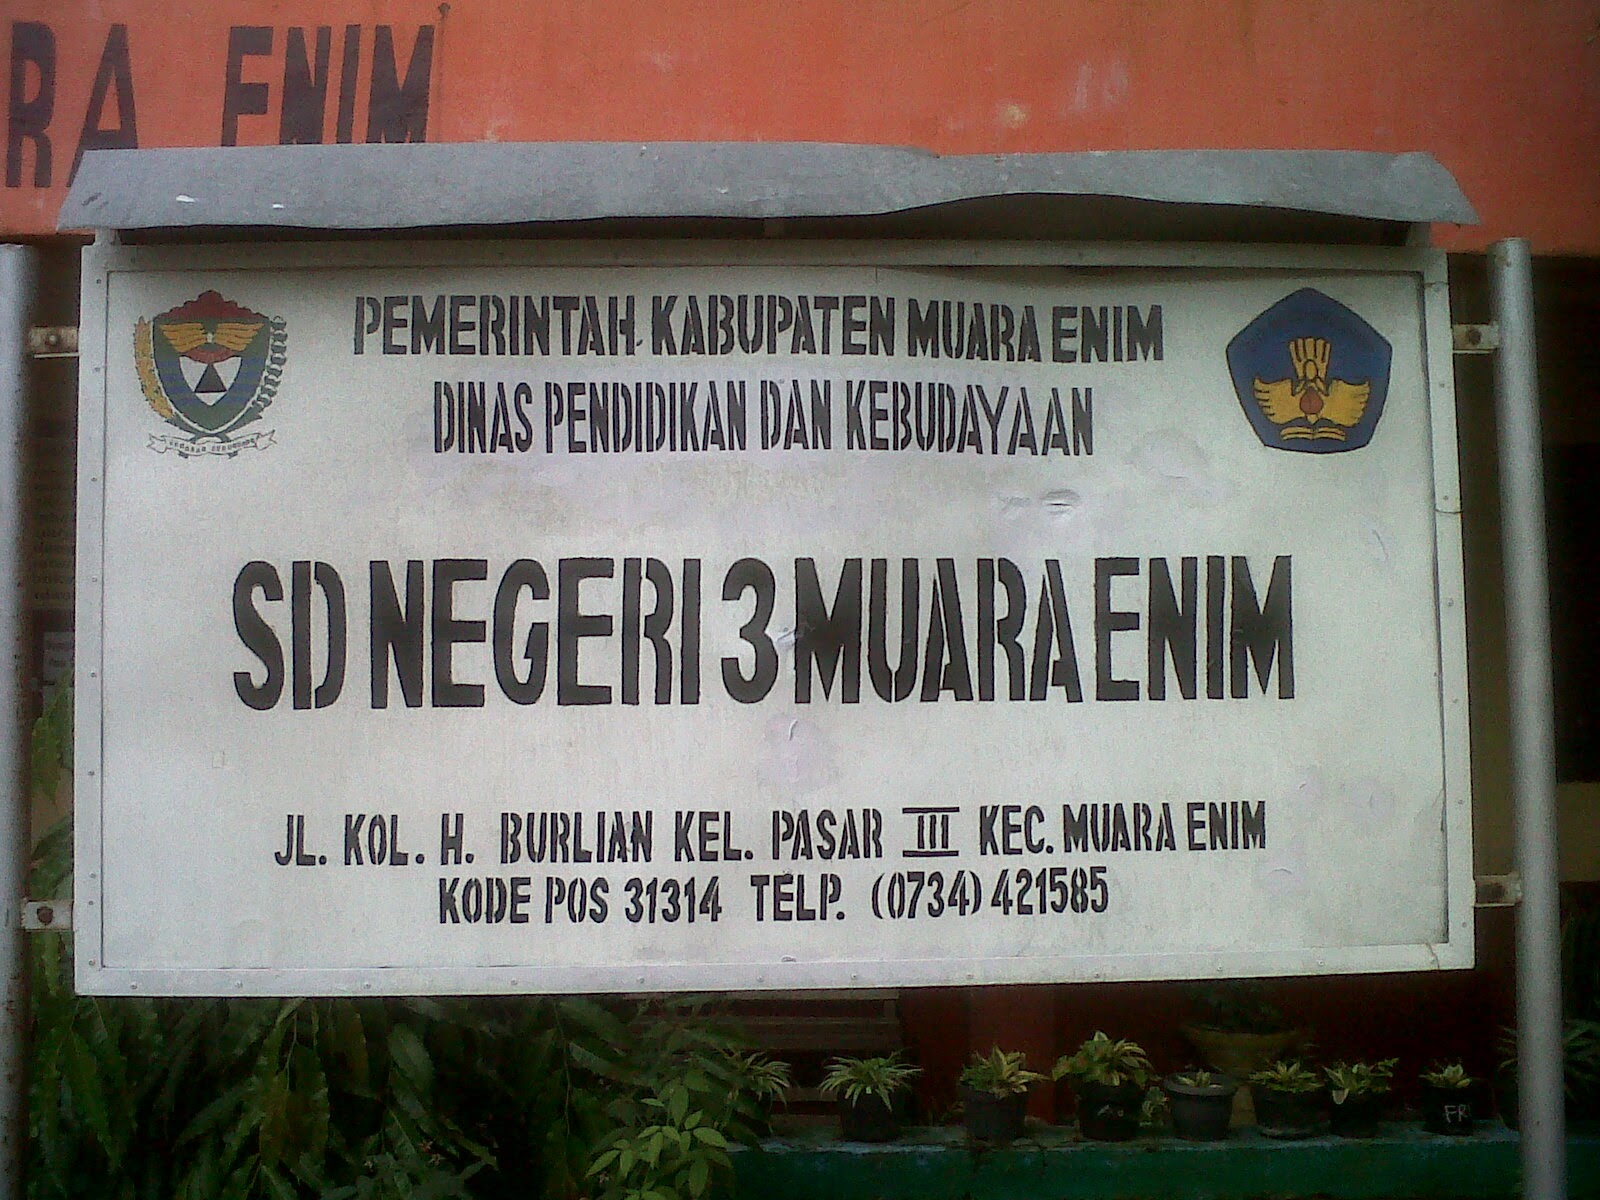 RA ENIM
PEMERINTAH KABUPATEN MUARA ENIM
DINAS PENDIDIKAN DAN KEBUDAYAAN
SD NEGERI 3 MUARA ENIM
JL. KOL. H. BURLIAN KEL. PASAR III KEC. MUARA ENIM
KODE POS 31314 TELP. (0734) 421585
FR